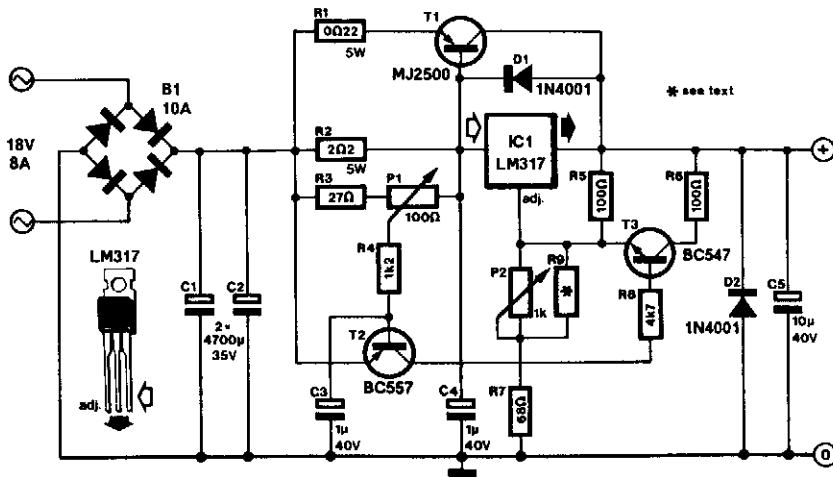 R1
0Ω22
5W
T1
MJ2500
D1
1N4001
* see text
B1
10A
18V
8A
R2
2Ω2
5W
R3
27Ω
P1
100Ω
IC1
LM317
adj.
R5
100Ω
R6
100Ω
T3
BC547
R4
1k2
P2
1k
R9
*
R8
4k7
D2
1N4001
C5
10µ
40V
+
LM317
adj.
C1
C2
2×
4700µ
35V
T2
BC557
C3
1µ
40V
C4
1µ
40V
R7
68Ω
0